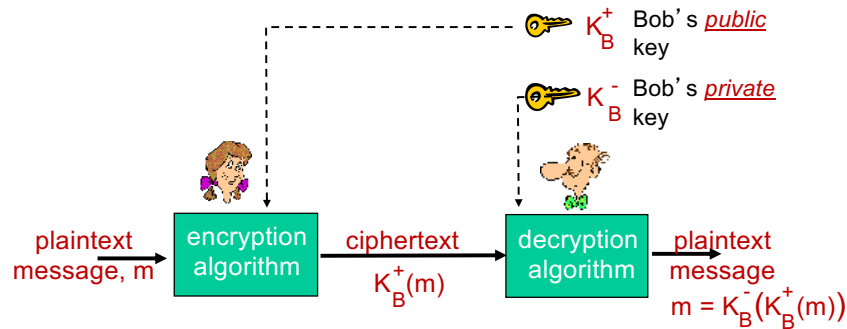 K_B^+ Bob's public
key
K_B^- Bob's private
key
plaintext
message, m
encryption
algorithm
ciphertext
K_B^+(m)
decryption
algorithm
plaintext
message
m = K_B^-(K_B^+(m))